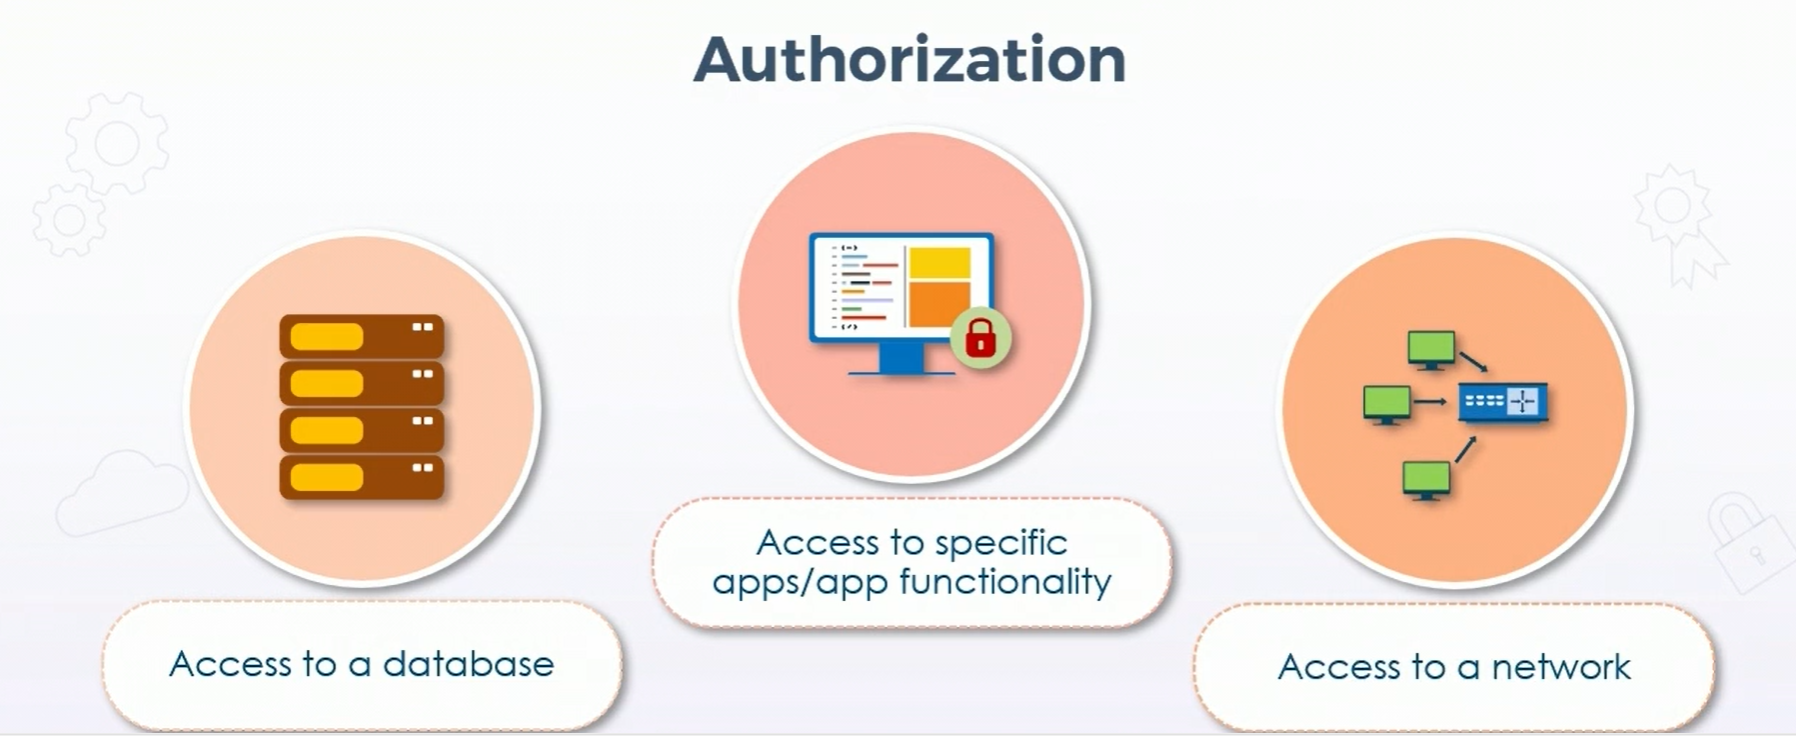 Authorization
Access to a database
Access to specific
apps/app functionality
Access to a network